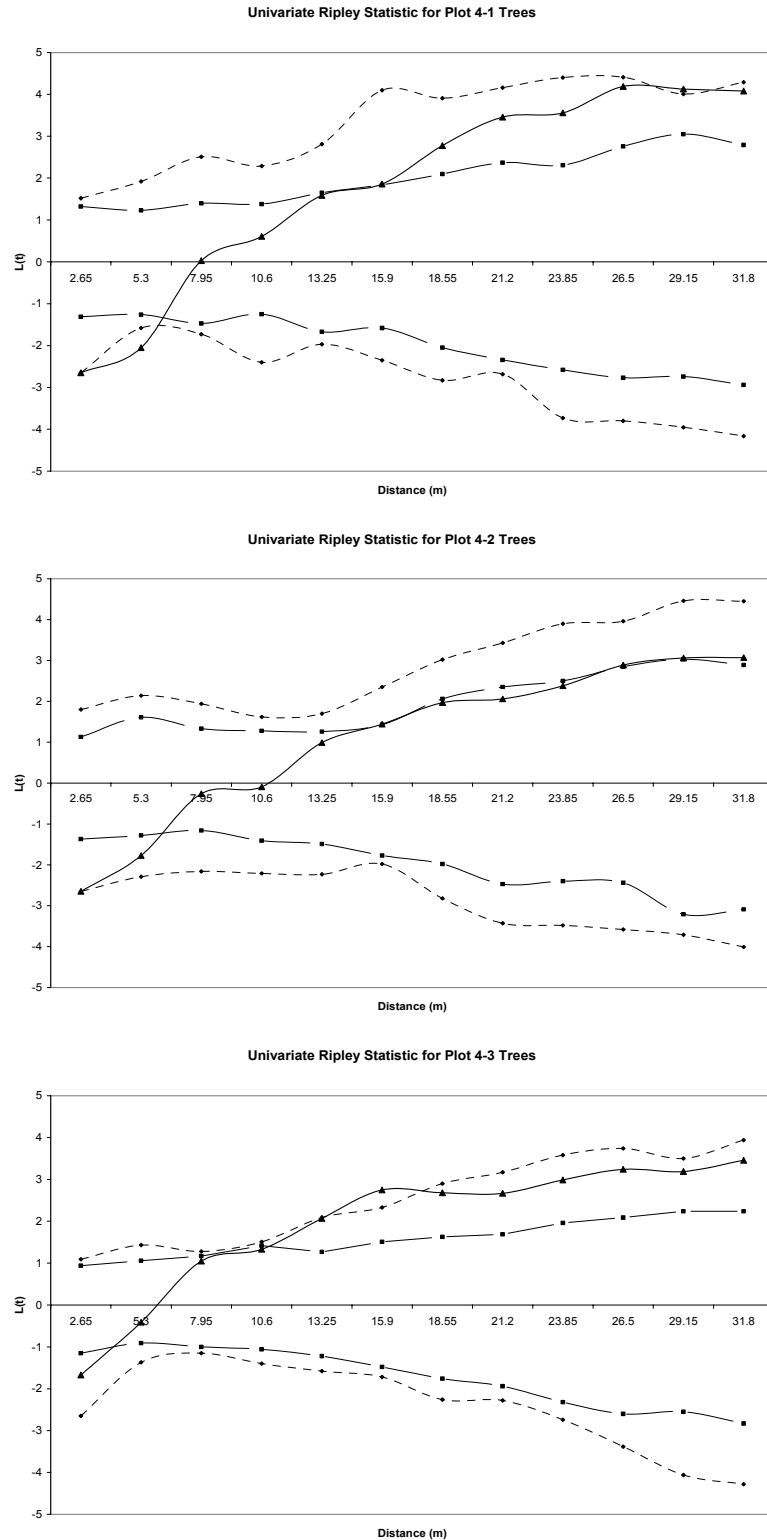 Univariate Ripley Statistic for Plot 4-1 Trees
5
4
3
2
1
0
-1
-2
-3
-4
-5
L(t)
2.65 5.3 7.95 10.6 13.25 15.9 18.55 21.2 23.85 26.5 29.15 31.8
Distance (m)
Univariate Ripley Statistic for Plot 4-2 Trees
5
4
3
2
1
0
-1
-2
-3
-4
-5
L(t)
2.65 5.3 7.95 10.6 13.25 15.9 18.55 21.2 23.85 26.5 29.15 31.8
Distance (m)
Univariate Ripley Statistic for Plot 4-3 Trees
5
4
3
2
1
0
-1
-2
-3
-4
-5
L(t)
2.65 5.3 7.95 10.6 13.25 15.9 18.55 21.2 23.85 26.5 29.15 31.8
Distance (m)